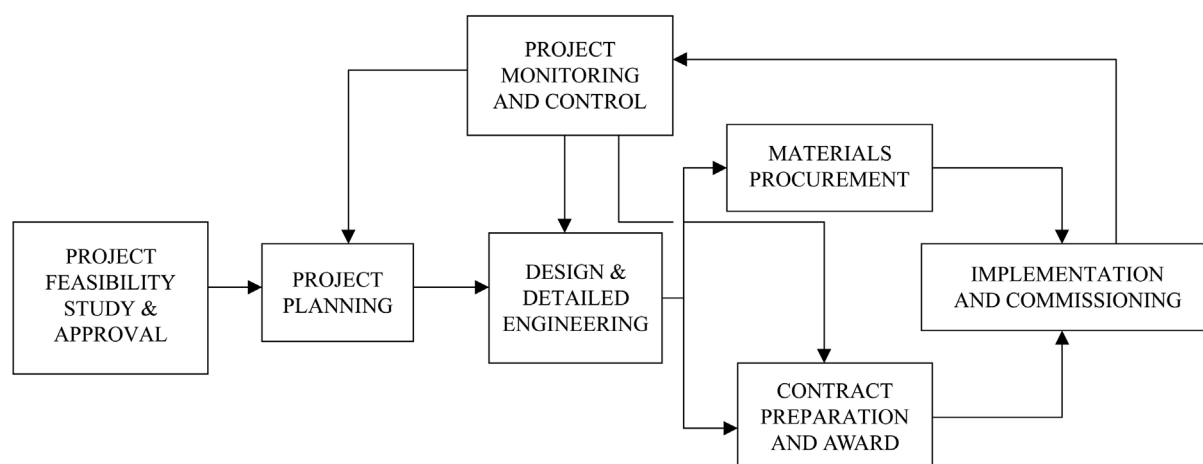 PROJECT
MONITORING
AND CONTROL
MATERIALS
PROCUREMENT
PROJECT
FEASIBILITY
STUDY &
APPROVAL
PROJECT
PLANNING
DESIGN &
DETAILED
ENGINEERING
IMPLEMENTATION
AND COMMISSIONING
CONTRACT
PREPARATION
AND AWARD